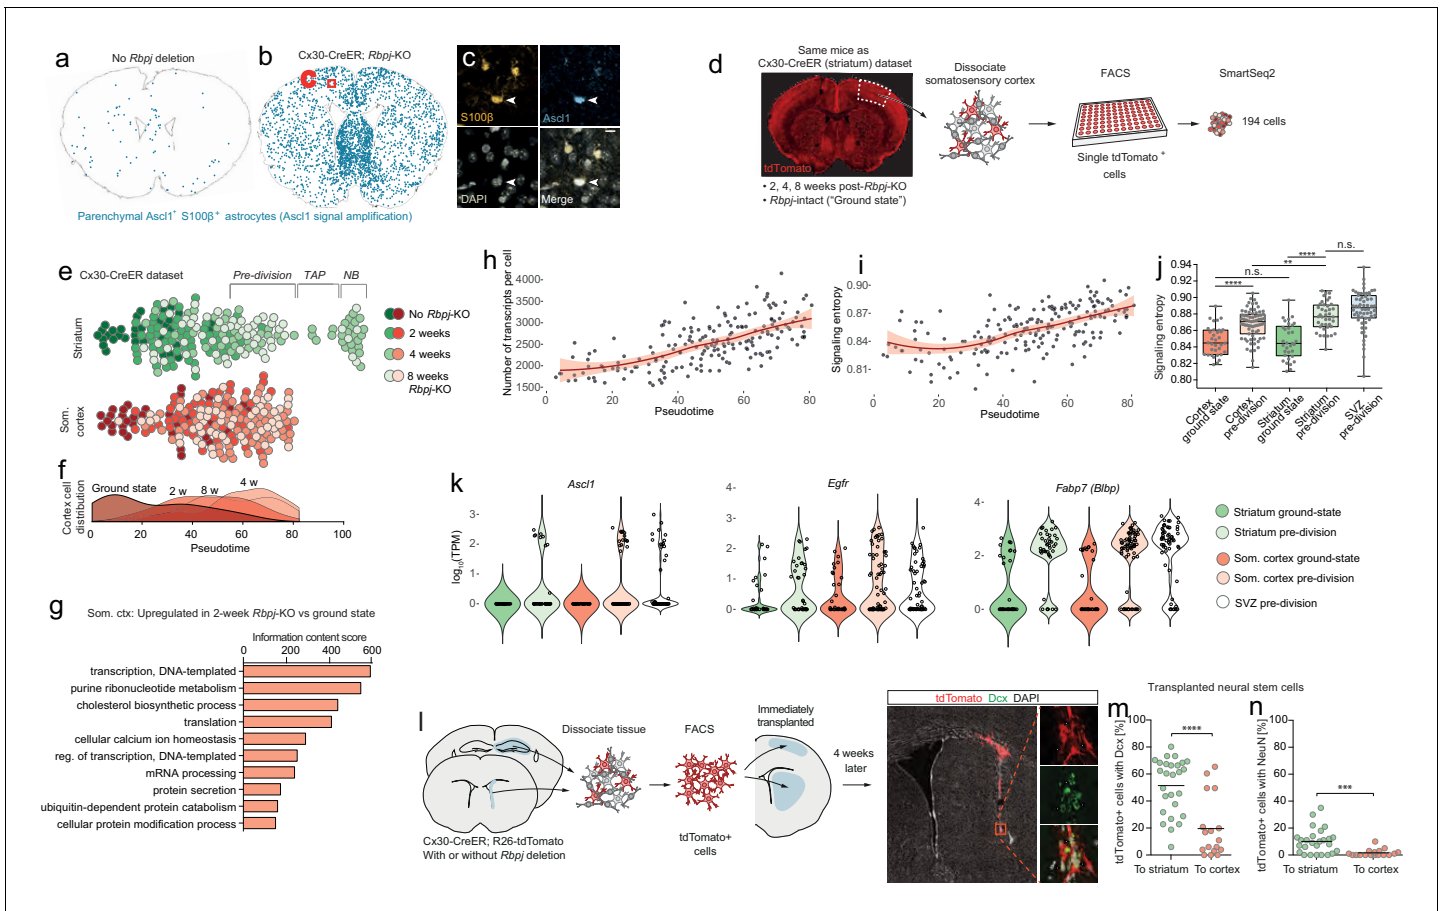 a
No Rbpj deletion
b
Cx30-CreER; Rbpj-KO
C
Parenchymal Ascl1+ S100β+ astrocytes (Ascl1 signal amplification)
c
S100β
Ascl1
DAPI
Merge
d
Same mice as
Cx30-CreER (striatum) dataset
tdTomato
• 2, 4, 8 weeks post-Rbpj-KO
• Rbpj-intact ("Ground state")
Dissociate
somatosensory cortex
FACS
Single tdTomato +
cells
SmartSeq2
194 cells
e
Cx30-CreER dataset
Pre-division
TAP
NB
Striatum
Som.
cortex
No Rbpj-KO
2 weeks
4 weeks
8 weeks
Rbpj-KO
f
Cortex cell
distribution
Ground state
2 w
8 w
4 w
0 20 40 60 80 100
Pseudotime
g
Som. ctx: Upregulated in 2-week Rbpj-KO vs ground state
Information content score
0 200 400 600
transcription, DNA-templated
purine ribonucleotide metabolism
cholesterol biosynthetic process
translation
cellular calcium ion homeostasis
reg. of transcription, DNA-templated
mRNA processing
protein secretion
ubiquitin-dependent protein catabolism
cellular protein modification process
h
Number of transcripts per cell
4000
3500
3000
2500
2000
1500
0 20 40 60 80
Pseudotime
i
Signaling entropy
0.90
0.87
0.84
0.81
0 20 40 60 80
Pseudotime
j
Signaling entropy
0.94
0.92
0.90
0.88
0.86
0.84
0.82
0.80
n.s.
****
**
n.s.
****
Cortex
ground state
Cortex
pre-division
Striatum
ground state
Striatum
pre-division
SVZ
pre-division
k
Ascl1
log10(TPM)
3
2
1
0
Egfr
4
3
2
1
0
Fabp7 (Blbp)
4
2
0
Striatum ground-state
Striatum pre-division
Som. cortex ground-state
Som. cortex pre-division
SVZ pre-division
l
Cx30-CreER; R26-tdTomato
With or without Rbpj deletion
Dissociate tissue
FACS
tdTomato+
cells
Immediately
transplanted
4 weeks
later
tdTomato Dcx DAPI
Transplanted neural stem cells
m
tdTomato+ cells with Dcx [%]
100
80
60
40
20
0
****
To striatum
To cortex
n
tdTomato+ cells with NeuN [%]
100
80
60
40
20
0
***
To striatum
To cortex